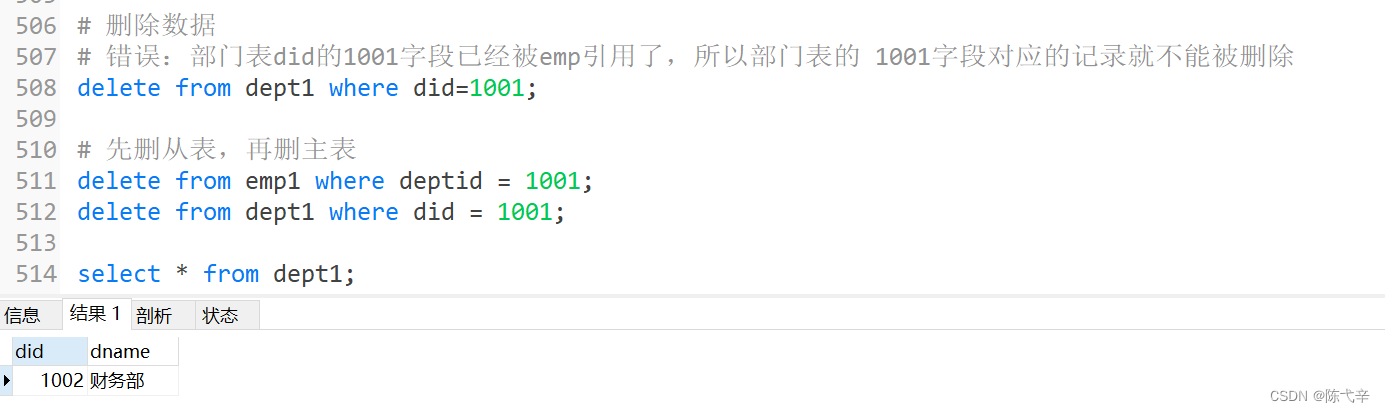 505
506 # 删除数据
507 # 错误：部门表did的1001字段已经被emp引用了，所以部门表的 1001字段对应的记录就不能被删除
508 delete from dept1 where did=1001;
509
510 # 先删从表，再删主表
511 delete from emp1 where deptid = 1001;
512 delete from dept1 where did = 1001;
513
514 select * from dept1;
信息 结果 1 剖析 状态
did dname
1002 财务部
CSDN @陈弋辛